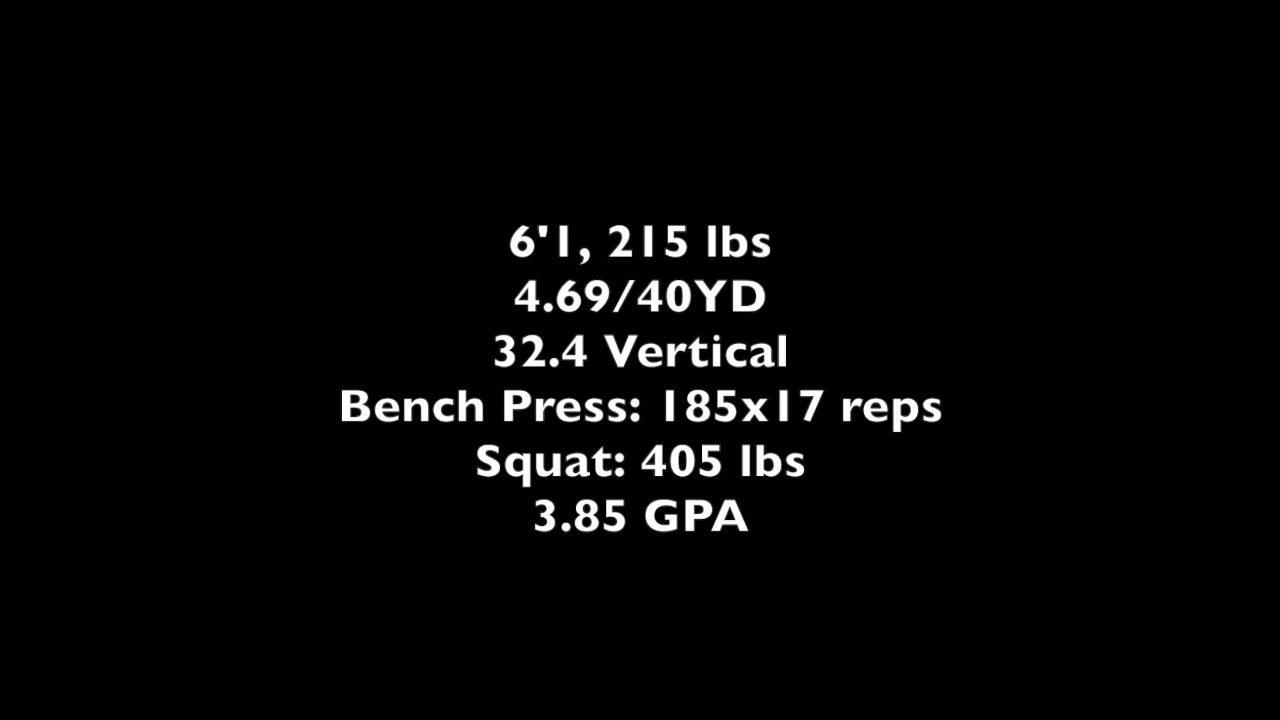 6'1, 215 lbs
4.69/40YD
32.4 Vertical
Bench Press: 185x17 reps
Squat: 405 lbs
3.85 GPA